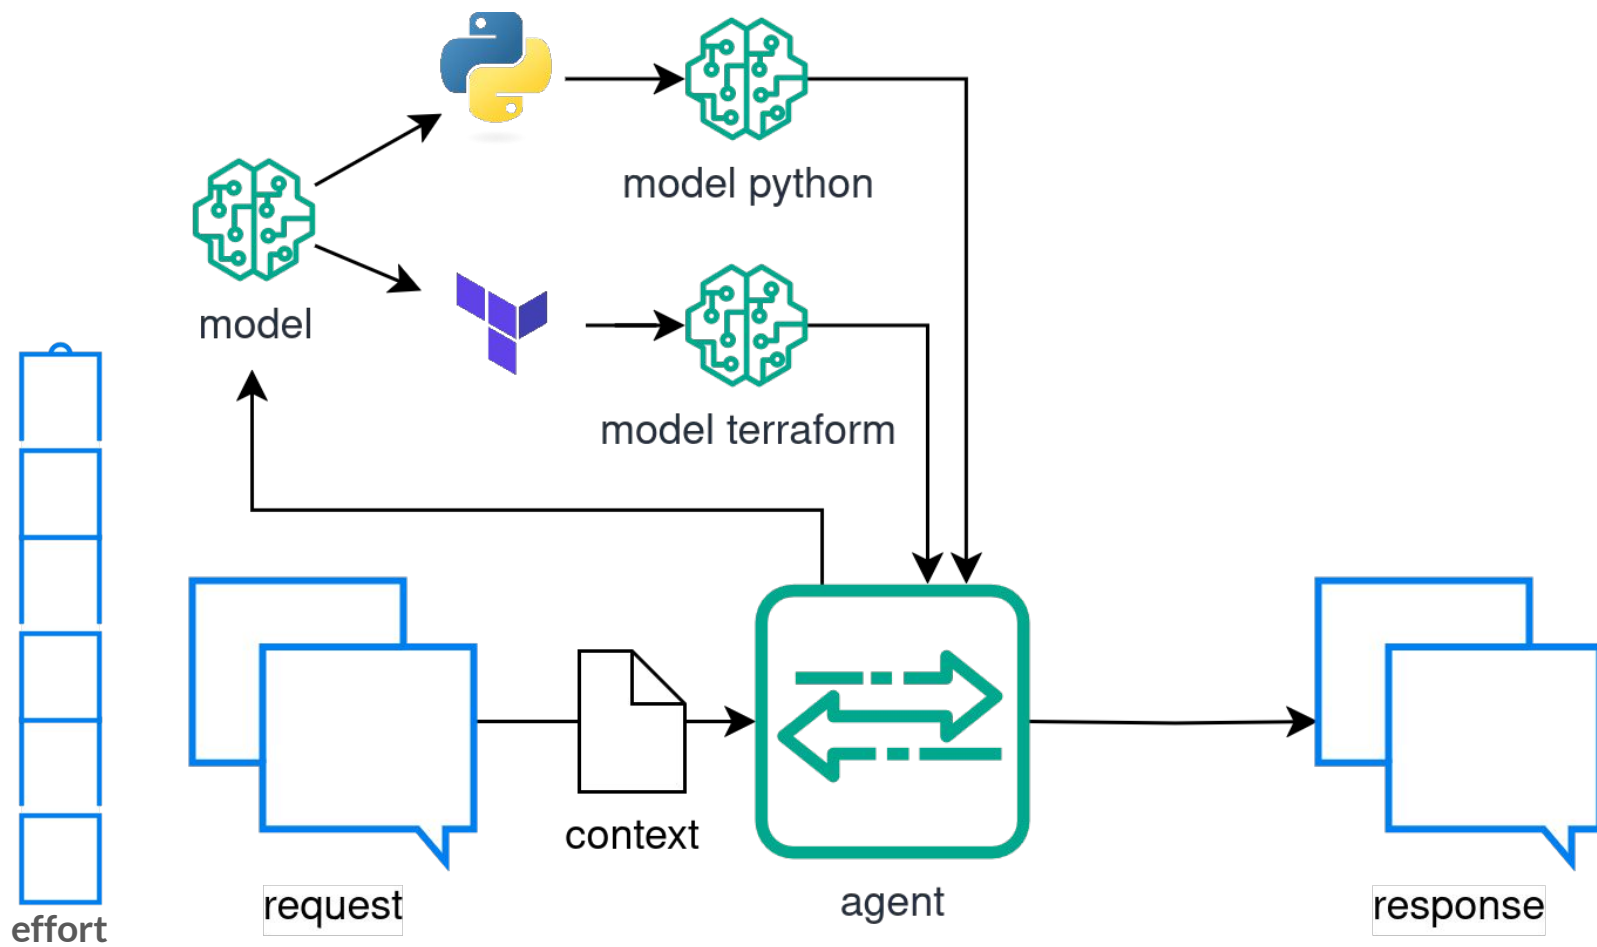 model python
model
model terraform
context
agent
request
response
effort